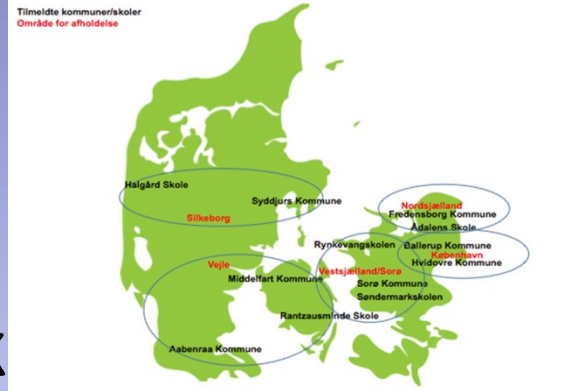 Tilmeldte kommuner/skoler
Område for afholdelse
Halgård Skole
Syddjurs Kommune
Silkeborg
Nordsjælland
Fredensborg Kommune
Ådalens Skole
Rynkevangskolen
Ballerup Kommune
København
Hvidovre Kommune
Vejle
Vestsjælland/Sorø
Middelfart Kommune
Sorø Kommune
Søndermarkskolen
Rantzausminde Skole
Aabenraa Kommune